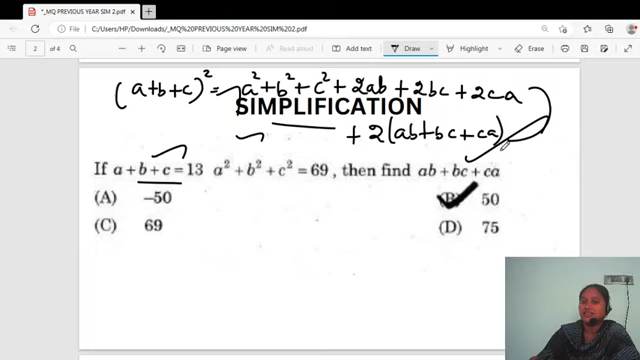 *_MQ PREVIOUS YEAR SIM 2.pdf
C:/Users/HP/Downloads/_MQ%20PREVIOUS%20YEAR%20SIM%202.pdf
2 of 4
Page view
Read aloud
Add text
Draw
Highlight
Erase
(a+b+c)² = a² + b² + c² + 2ab + 2bc + 2ca
SIMPLIFICATION
+ 2(ab+bc+ca)
If a + b + c = 13 a² + b² + c² = 69, then find ab + bc + ca
(A) –50
(B) 50
(C) 69
(D) 75